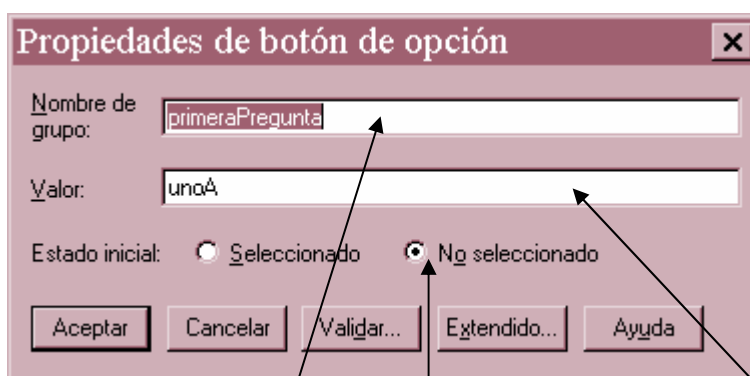 Propiedades de botón de opción
Nombre de
grupo:
primeraPregunta
Valor:
unoA
Estado inicial:
Seleccionado
No seleccionado
Aceptar
Cancelar
Validar...
Extendido...
Ayuda